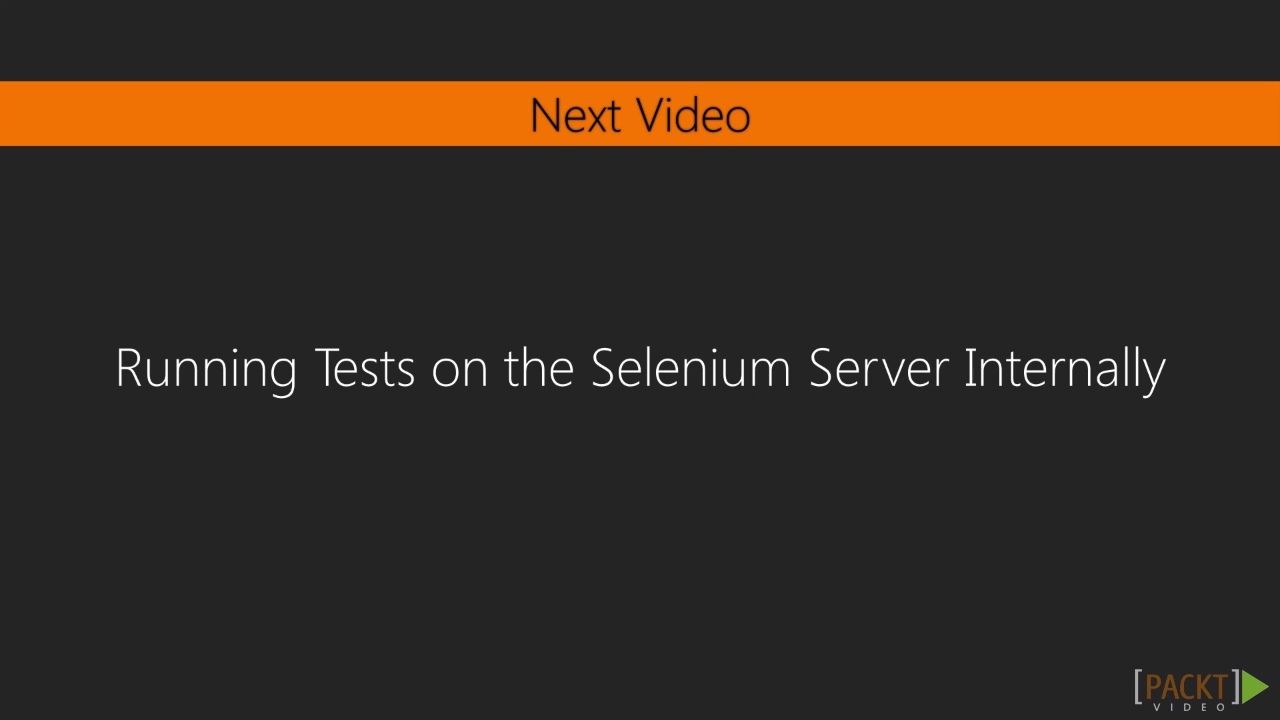 Next Video
Running Tests on the Selenium Server Internally
[PACKT]
VIDEO